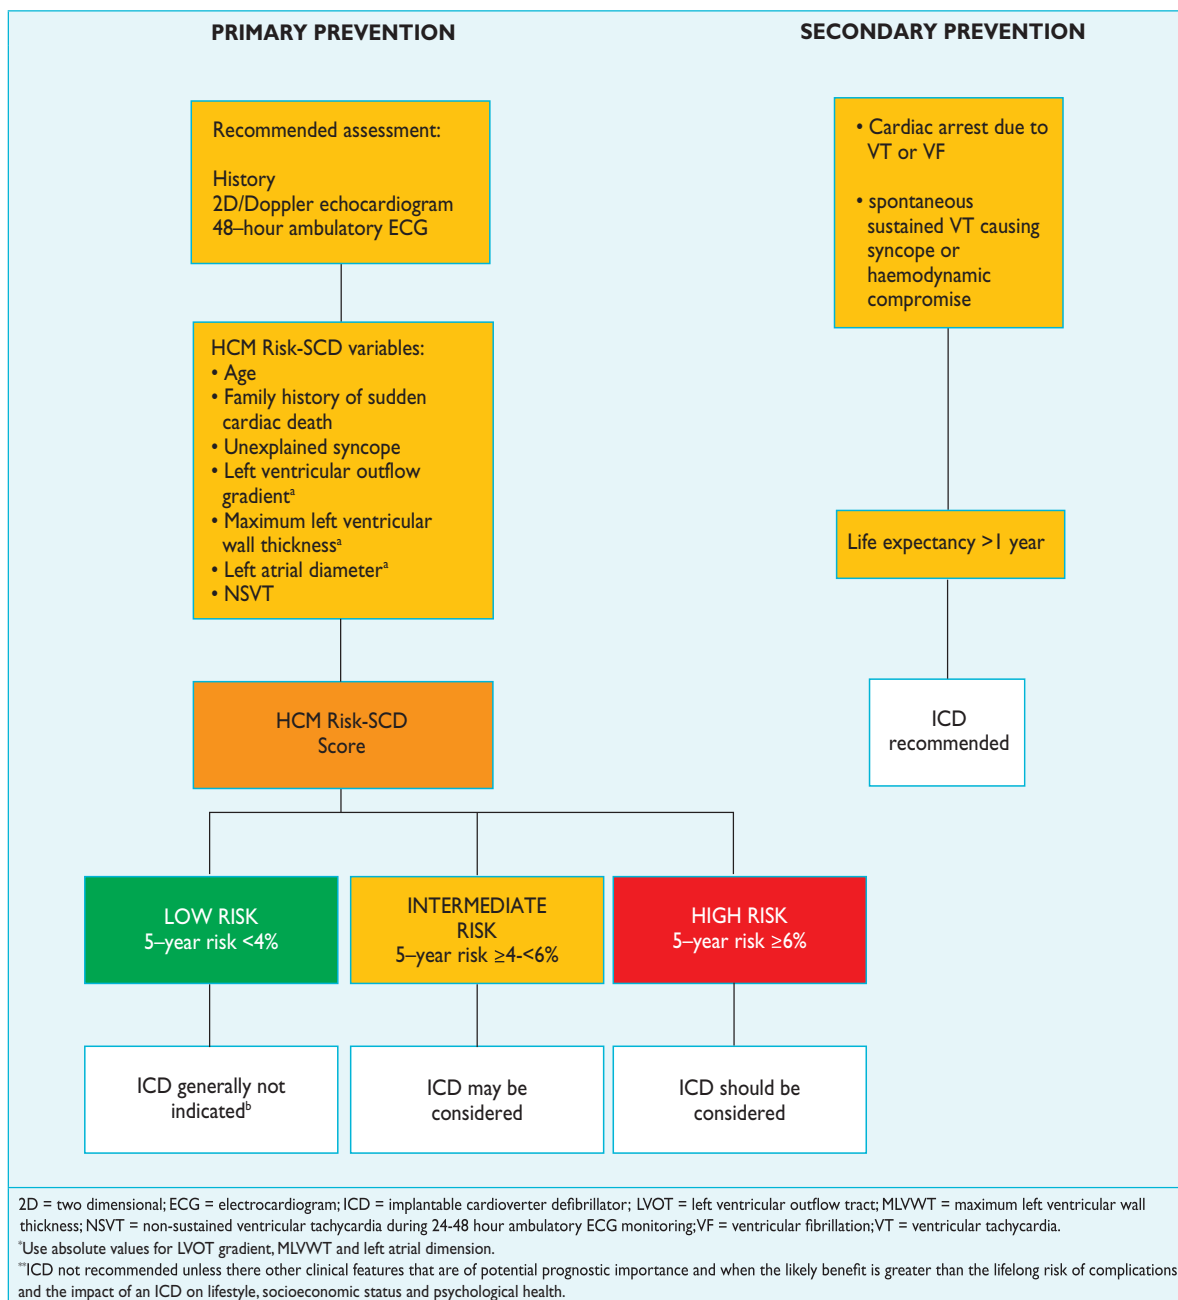 PRIMARY PREVENTION
Recommended assessment:
History
2D/Doppler echocardiogram
48–hour ambulatory ECG
HCM Risk-SCD variables:
• Age
• Family history of sudden
cardiac death
• Unexplained syncope
• Left ventricular outflow
gradientᵃ
• Maximum left ventricular
wall thicknessᵃ
• Left atrial diameterᵃ
• NSVT
HCM Risk-SCD
Score
LOW RISK
5–year risk <4%
INTERMEDIATE
RISK
5–year risk ≥4-<6%
HIGH RISK
5–year risk ≥6%
ICD generally not
indicatedᵇ
ICD may be
considered
ICD should be
considered
SECONDARY PREVENTION
• Cardiac arrest due to
VT or VF
• spontaneous
sustained VT causing
syncope or
haemodynamic
compromise
Life expectancy >1 year
ICD
recommended
2D = two dimensional; ECG = electrocardiogram; ICD = implantable cardioverter defibrillator; LVOT = left ventricular outflow tract; MLVWT = maximum left ventricular wall
thickness; NSVT = non-sustained ventricular tachycardia during 24-48 hour ambulatory ECG monitoring; VF = ventricular fibrillation; VT = ventricular tachycardia.
*Use absolute values for LVOT gradient, MLVWT and left atrial dimension.
**ICD not recommended unless there other clinical features that are of potential prognostic importance and when the likely benefit is greater than the lifelong risk of complications
and the impact of an ICD on lifestyle, socioeconomic status and psychological health.